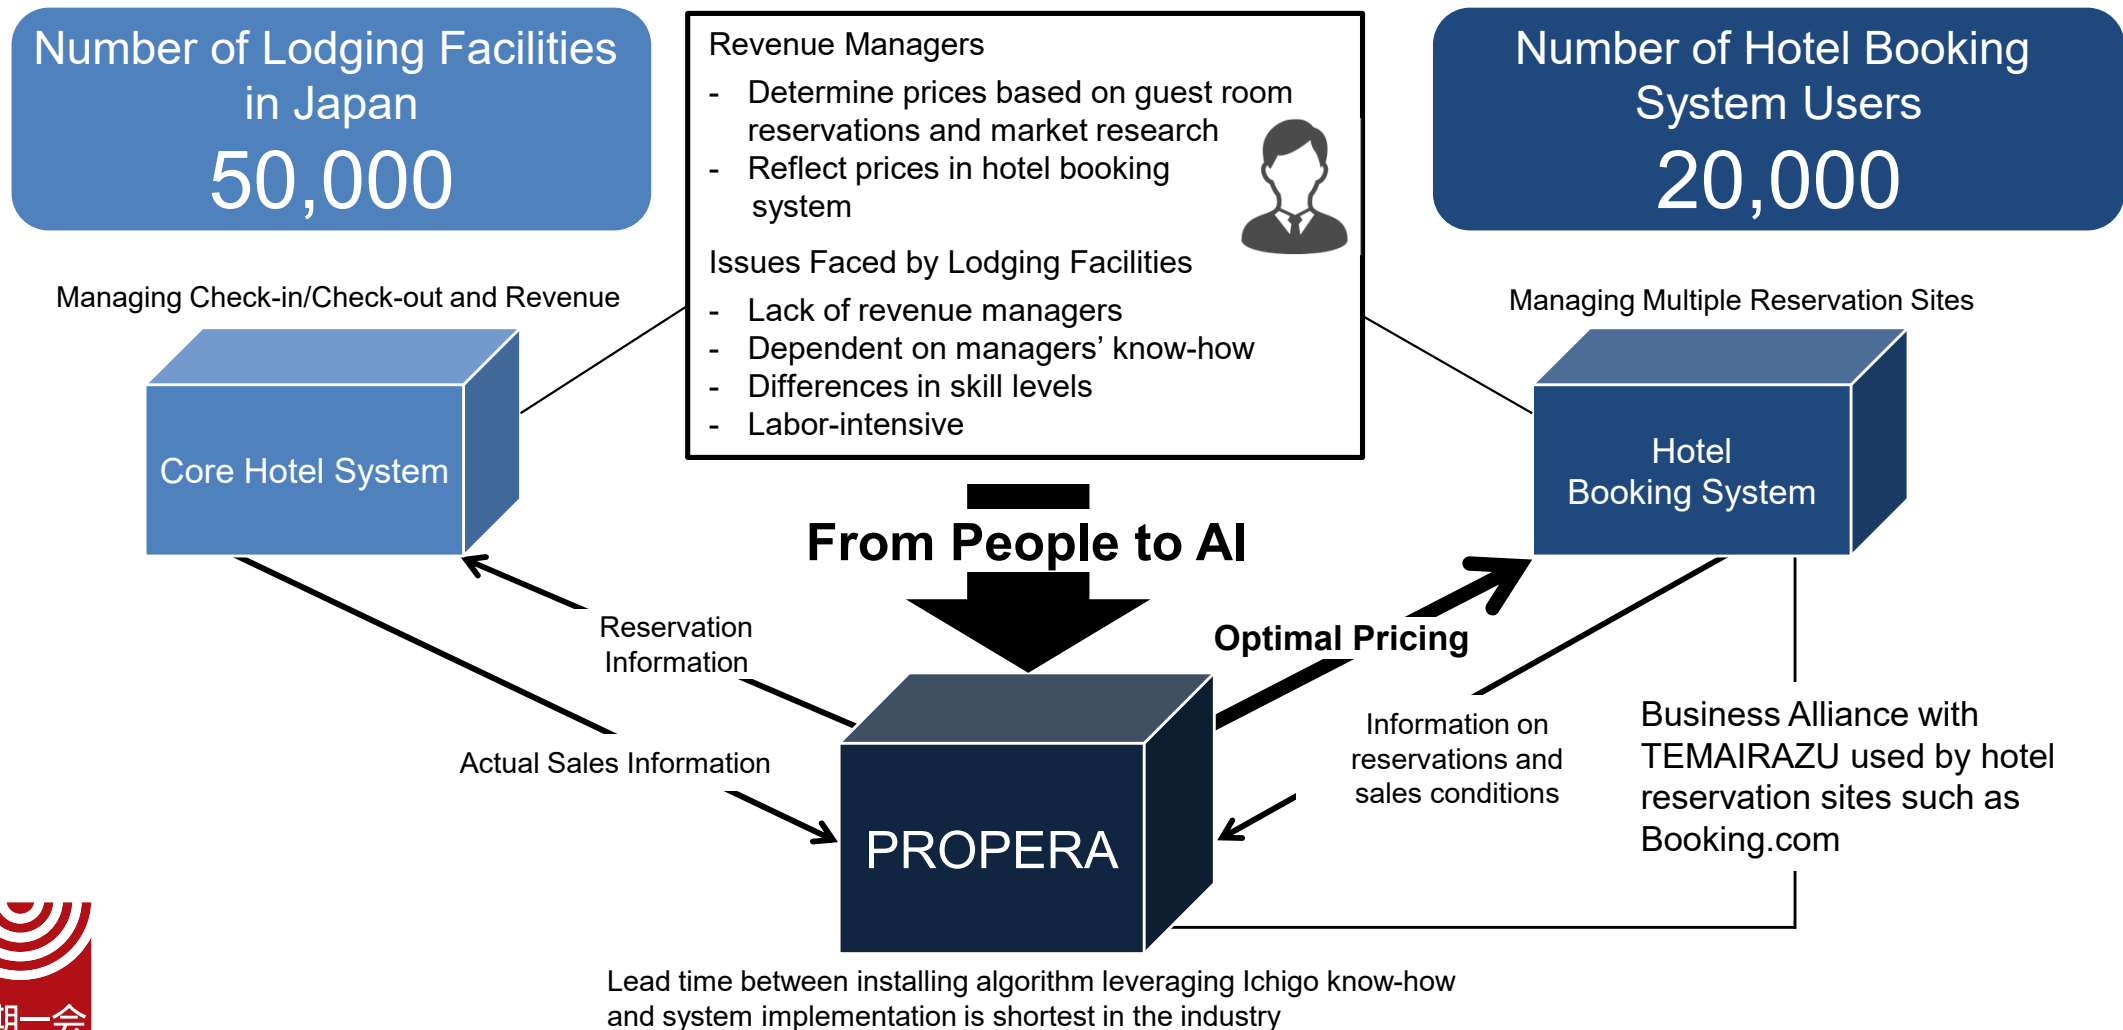 Number of Lodging Facilities
in Japan
50,000
Revenue Managers
- Determine prices based on guest room
reservations and market research
- Reflect prices in hotel booking
system
Issues Faced by Lodging Facilities
- Lack of revenue managers
- Dependent on managers’ know-how
- Differences in skill levels
- Labor-intensive
Number of Hotel Booking
System Users
20,000
Managing Check-in/Check-out and Revenue
Managing Multiple Reservation Sites
Core Hotel System
Hotel
Booking System
From People to AI
Reservation
Information
Optimal Pricing
Actual Sales Information
Information on
reservations and
sales conditions
Business Alliance with
TEMAIRAZU used by hotel
reservation sites such as
Booking.com
PROPERA
Lead time between installing algorithm leveraging Ichigo know-how
and system implementation is shortest in the industry
期一会